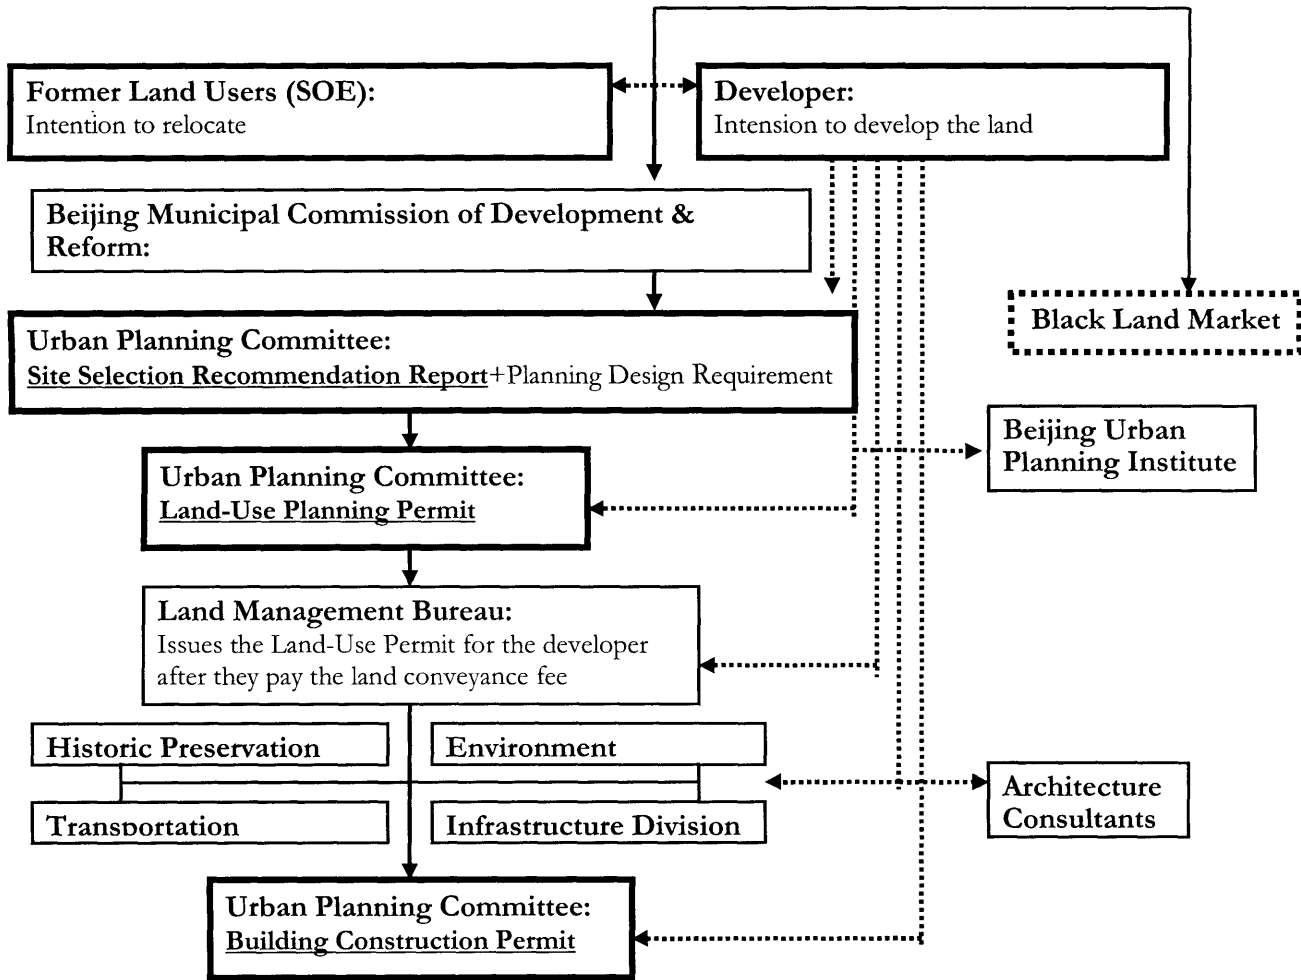 Former Land Users (SOE):
Intention to relocate
Developer:
Intension to develop the land
Beijing Municipal Commission of Development &
Reform:
Black Land Market
Urban Planning Committee:
Site Selection Recommendation Report+Planning Design Requirement
Beijing Urban
Planning Institute
Urban Planning Committee:
Land-Use Planning Permit
Land Management Bureau:
Issues the Land-Use Permit for the developer
after they pay the land conveyance fee
Historic Preservation
Environment
Transportation
Infrastructure Division
Architecture
Consultants
Urban Planning Committee:
Building Construction Permit